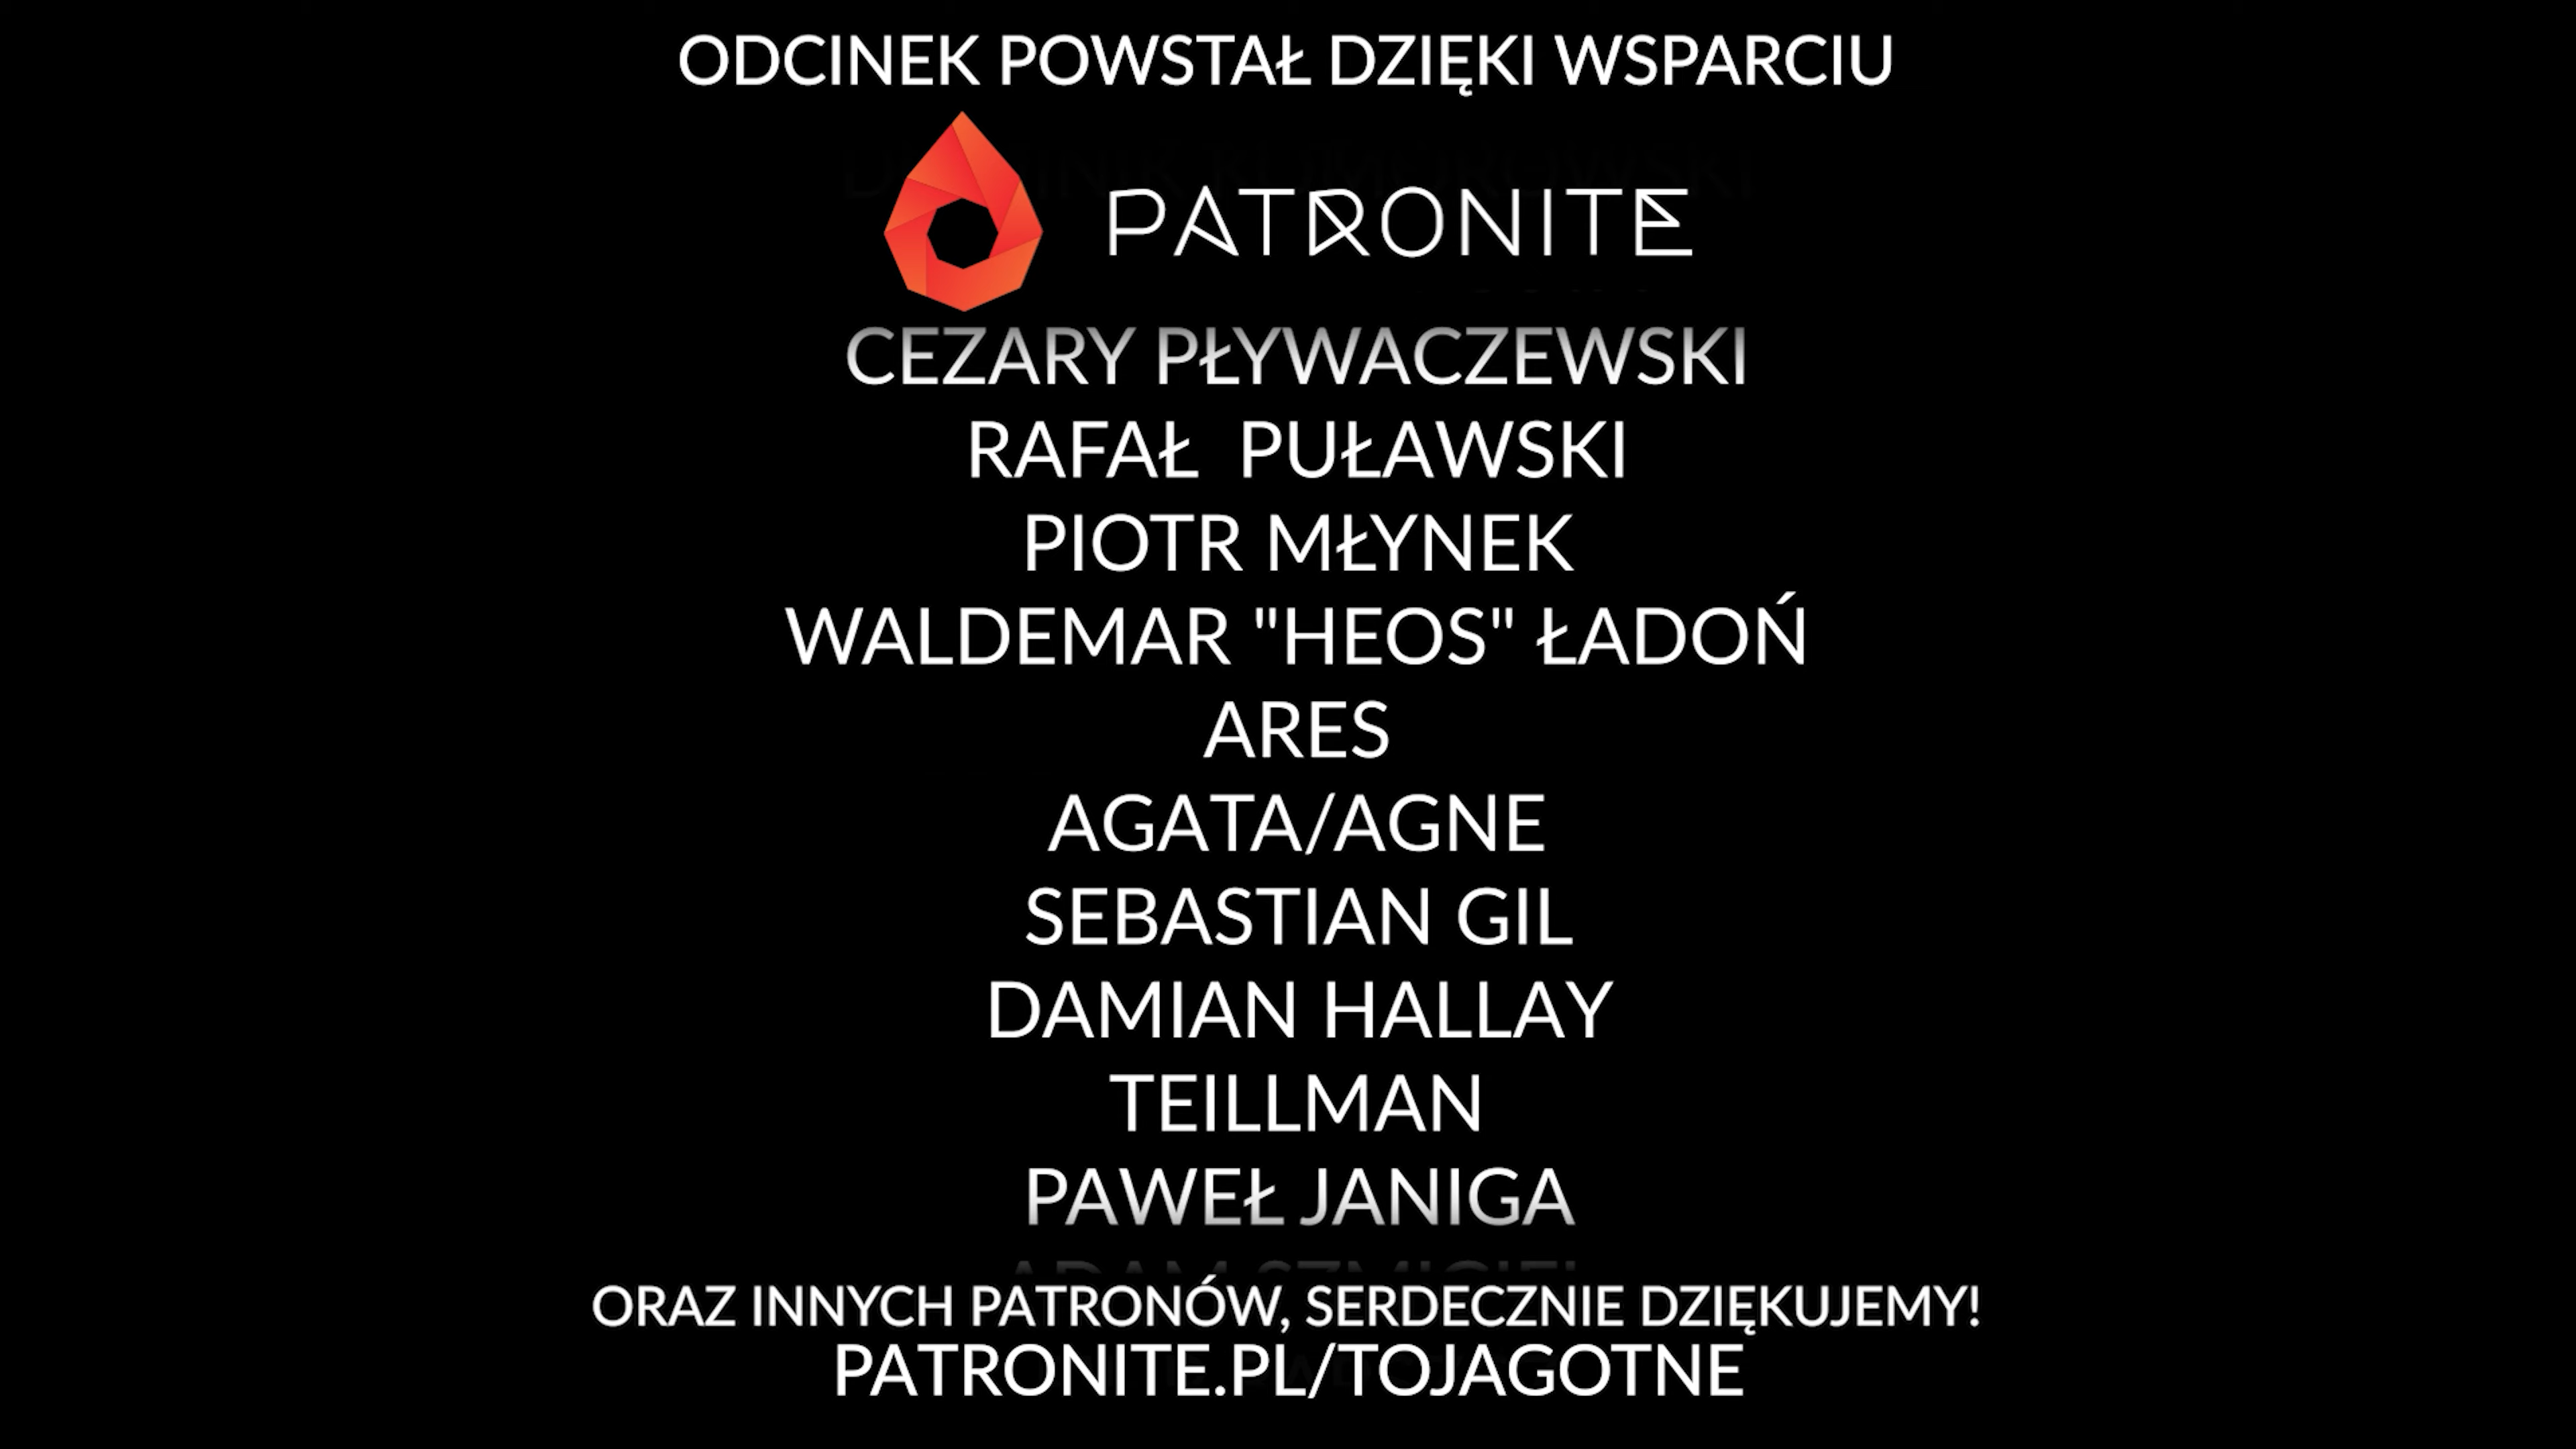 ODCINEK POWSTAŁ DZIĘKI WSPARCIU
PATRONITE
CEZARY PŁYWACZEWSKI
RAFAŁ PUŁAWSKI
PIOTR MŁYNEK
WALDEMAR "HEOS" ŁADOŃ
ARES
AGATA/AGNE
SEBASTIAN GIL
DAMIAN HALLAY
TEILLMAN
PAWEŁ JANIGA
ORAZ INNYCH PATRONÓW, SERDECZNIE DZIĘKUJEMY!
PATRONITE.PL/TOJAGOTNE